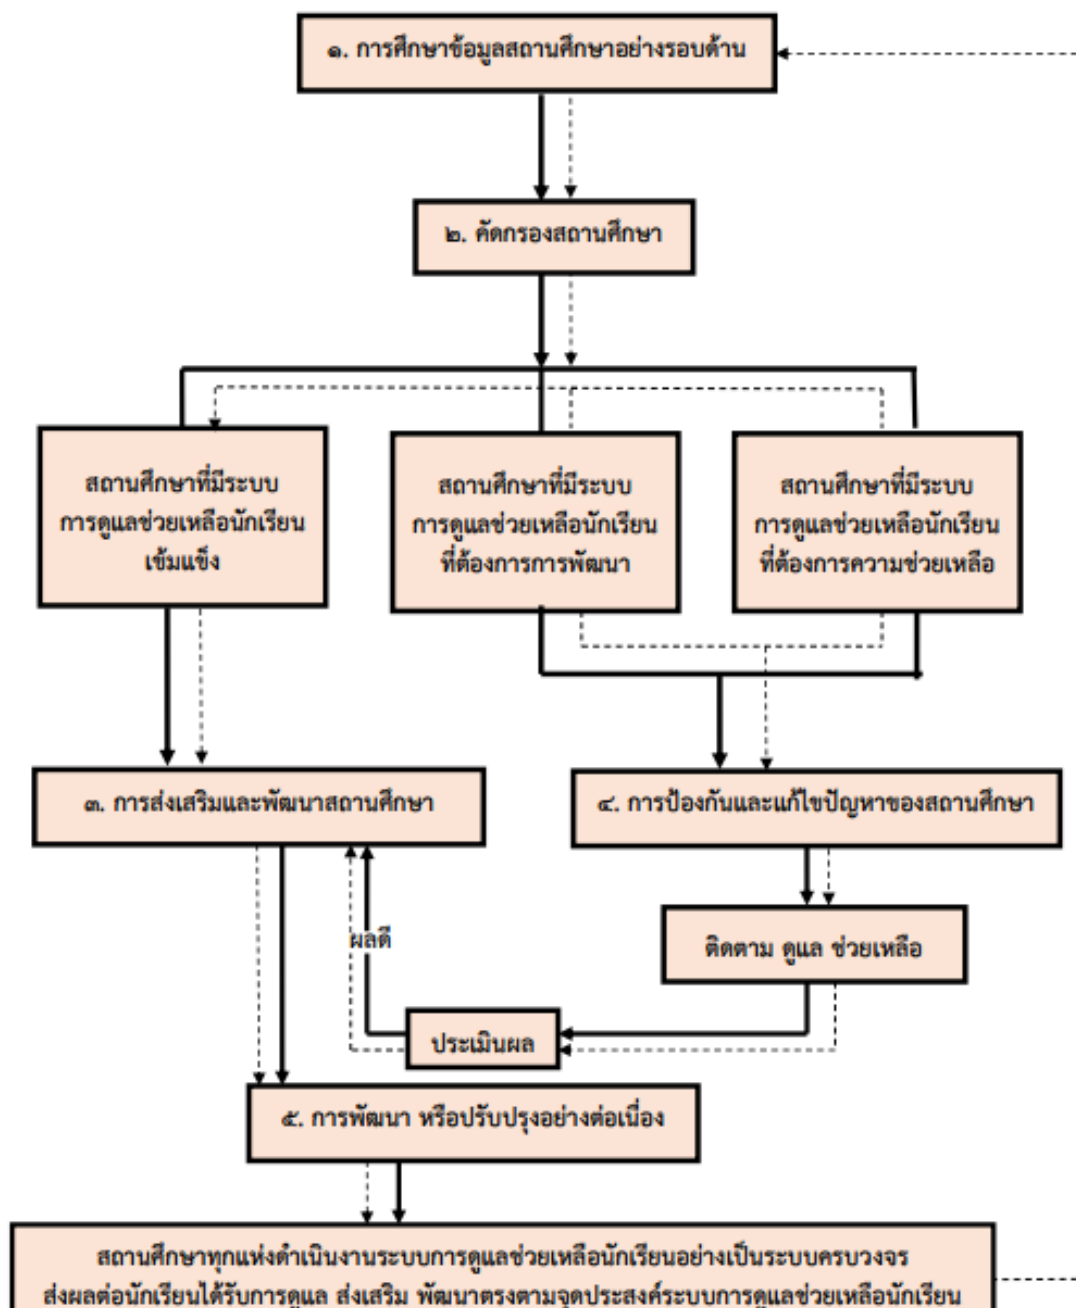 ๑. การศึกษาข้อมูลสถานศึกษาอย่างรอบด้าน
๒. คัดกรองสถานศึกษา
สถานศึกษาที่มีระบบ
การดูแลช่วยเหลือนักเรียน
เข้มแข็ง
สถานศึกษาที่มีระบบ
การดูแลช่วยเหลือนักเรียน
ที่ต้องการการพัฒนา
สถานศึกษาที่มีระบบ
การดูแลช่วยเหลือนักเรียน
ที่ต้องการความช่วยเหลือ
๓. การส่งเสริมและพัฒนาสถานศึกษา
๔. การป้องกันและแก้ไขปัญหาของสถานศึกษา
ผลดี
ติดตาม ดูแล ช่วยเหลือ
ประเมินผล
๕. การพัฒนา หรือปรับปรุงอย่างต่อเนื่อง
สถานศึกษาทุกแห่งดำเนินงานระบบการดูแลช่วยเหลือนักเรียนอย่างเป็นระบบครบวงจร
ส่งผลต่อนักเรียนได้รับการดูแล ส่งเสริม พัฒนาตรงตามจุดประสงค์ระบบการดูแลช่วยเหลือนักเรียน